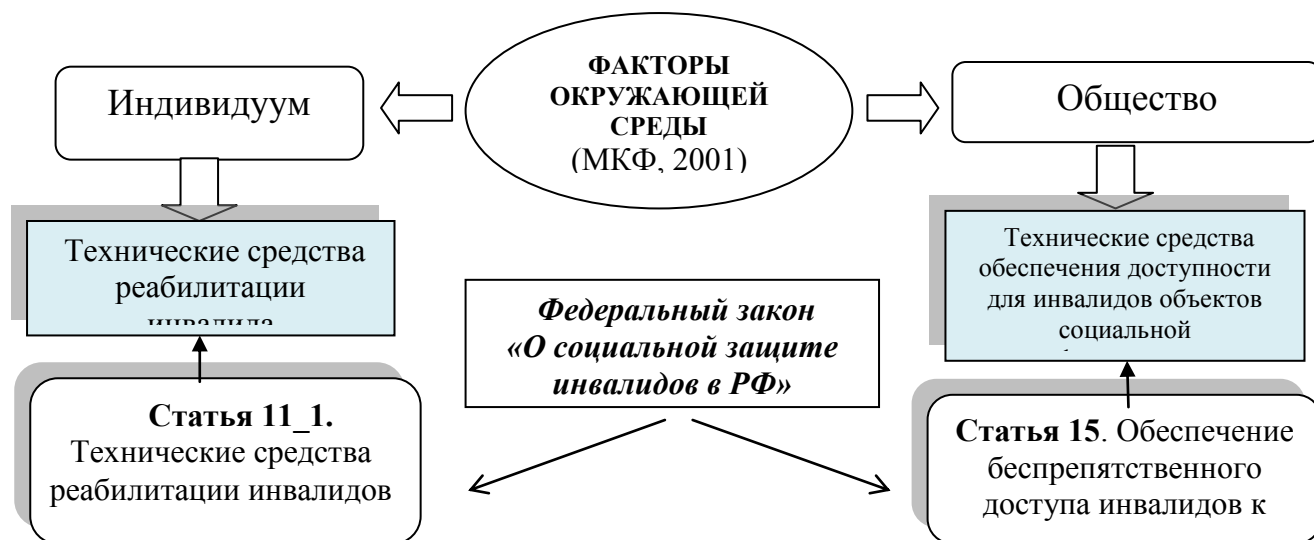 ФАКТОРЫ
ОКРУЖАЮЩЕЙ
СРЕДЫ
(МКФ, 2001)
Индивидуум
Общество
Технические средства
реабилитации
инвалида
Технические средства
обеспечения доступности
для инвалидов объектов
социальной
Федеральный закон
«О социальной защите
инвалидов в РФ»
Статья 11_1.
Технические средства
реабилитации инвалидов
Статья 15. Обеспечение
беспрепятственного
доступа инвалидов к